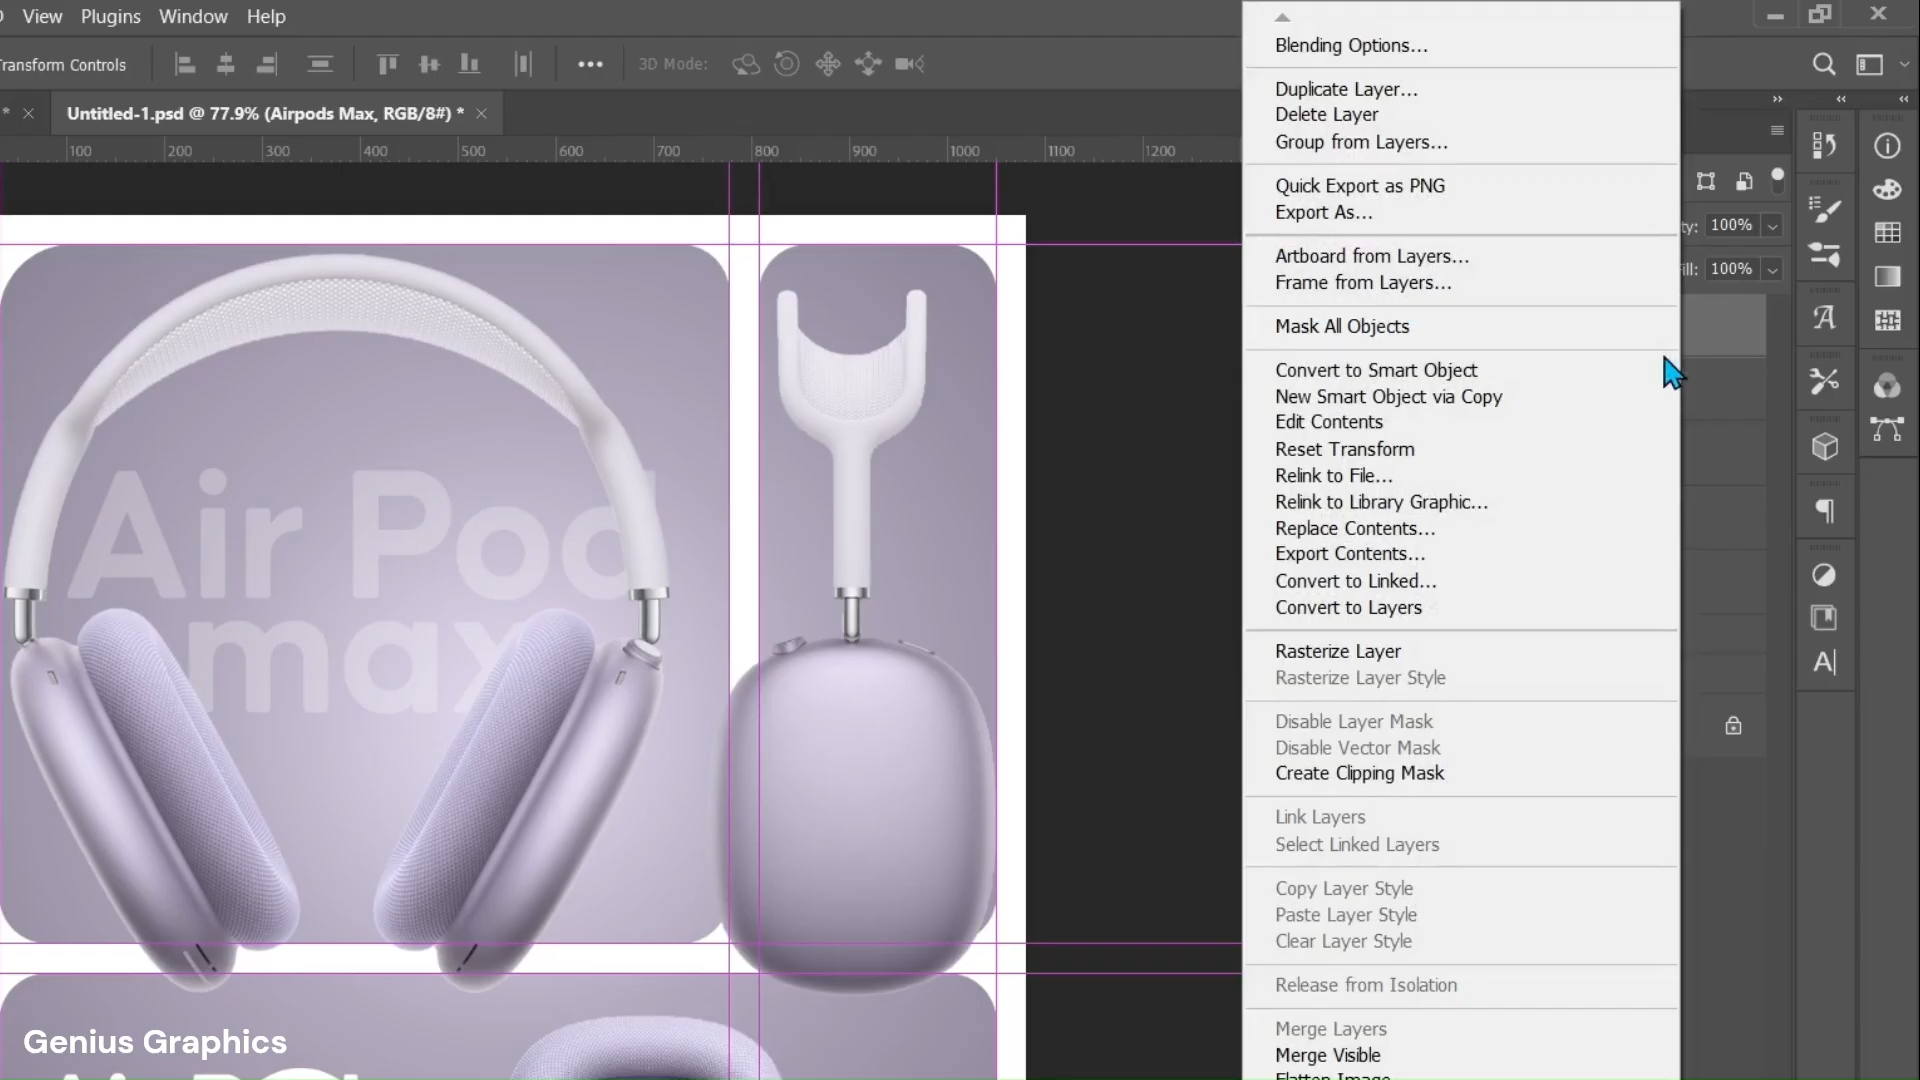 View Plugins Window Help
Transform Controls
3D Mode:
Untitled-1.psd @ 77.9% (Airpods Max, RGB/8#) *
100 200 300 400 500 600 700 800 900 1000 1100 1200
Blending Options...
Duplicate Layer...
Delete Layer
Group from Layers...
Quick Export as PNG
Export As...
Artboard from Layers...
Frame from Layers...
Mask All Objects
Convert to Smart Object
New Smart Object via Copy
Edit Contents
Reset Transform
Relink to File...
Relink to Library Graphic...
Replace Contents...
Export Contents...
Convert to Linked...
Convert to Layers
Rasterize Layer
Rasterize Layer Style
Disable Layer Mask
Disable Vector Mask
Create Clipping Mask
Link Layers
Select Linked Layers
Copy Layer Style
Paste Layer Style
Clear Layer Style
Release from Isolation
Merge Layers
Merge Visible
Flatten Image
ty: 100%
ill: 100%
Air Pod
max
Genius Graphics